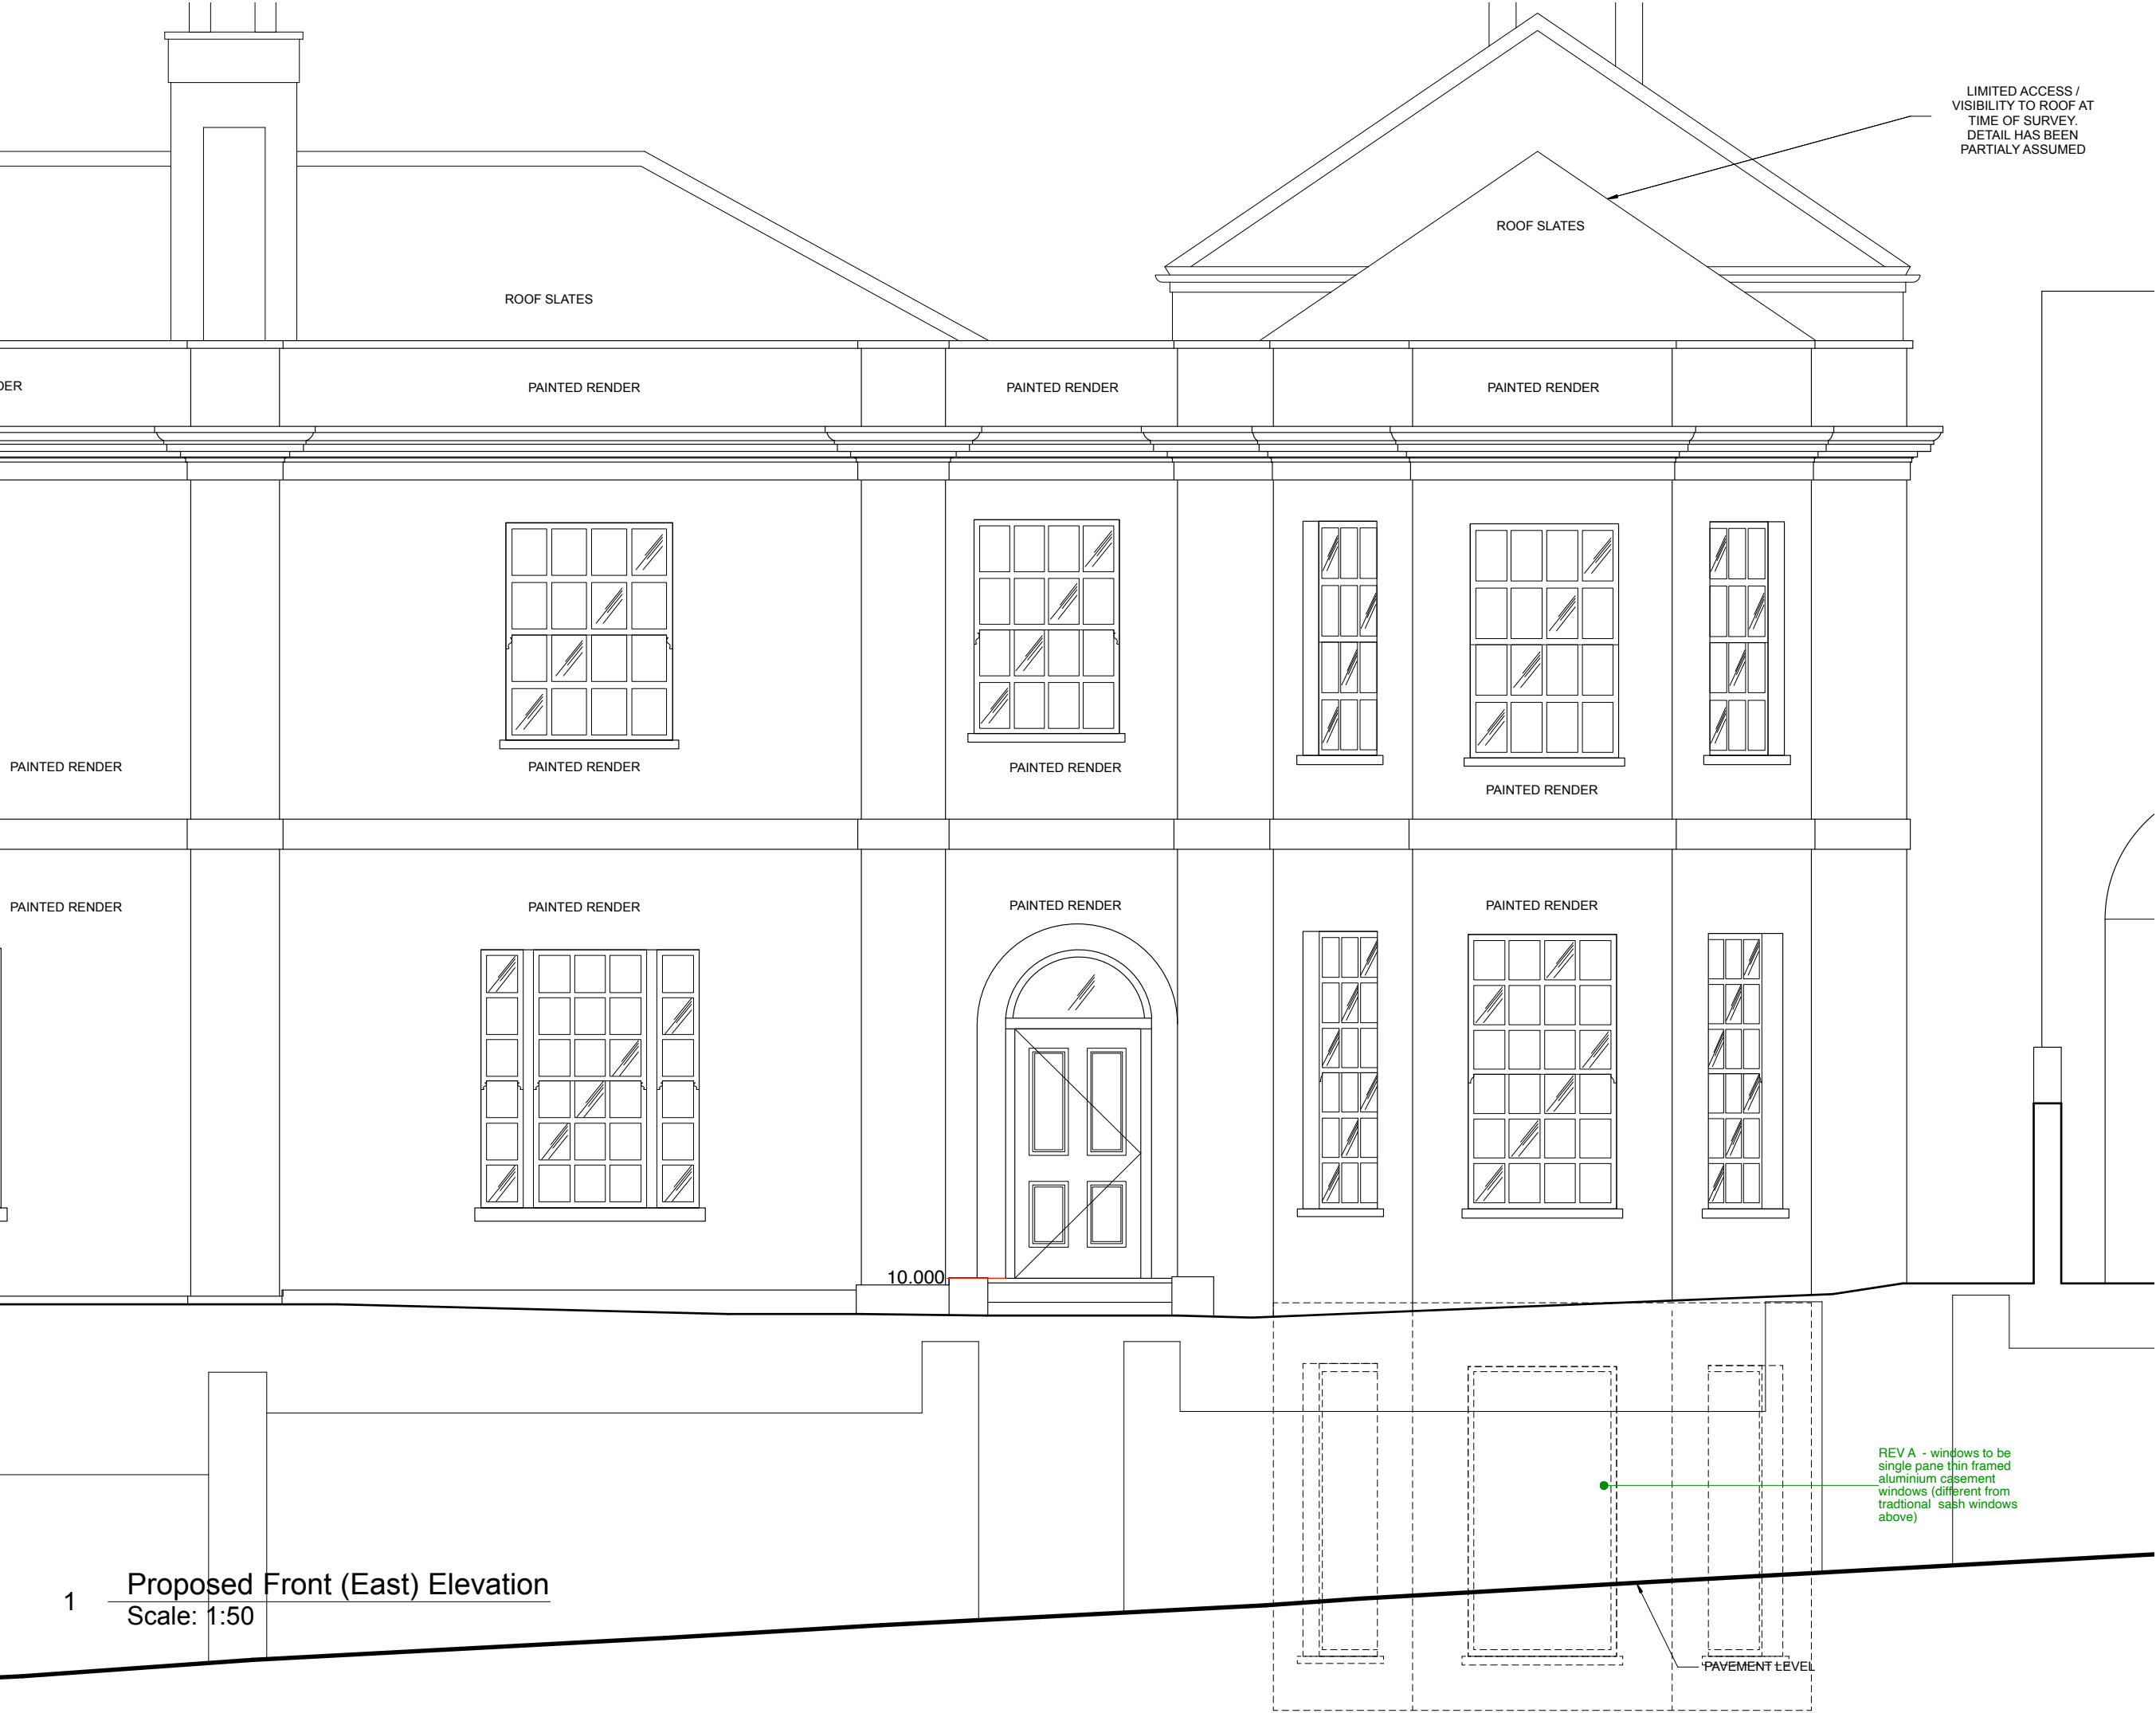 LIMITED ACCESS /
VISIBILITY TO ROOF AT
TIME OF SURVEY.
DETAIL HAS BEEN
PARTIALY ASSUMED
ROOF SLATES
ROOF SLATES
DER
PAINTED RENDER
PAINTED RENDER
PAINTED RENDER
PAINTED RENDER
PAINTED RENDER
PAINTED RENDER
PAINTED RENDER
PAINTED RENDER
PAINTED RENDER
PAINTED RENDER
PAINTED RENDER
10.000
REV A - windows to be
single pane thin framed
aluminium casement
windows (different from
tradtional sash windows
above)
1
Proposed Front (East) Elevation
Scale: 1:50
PAVEMENT LEVEL